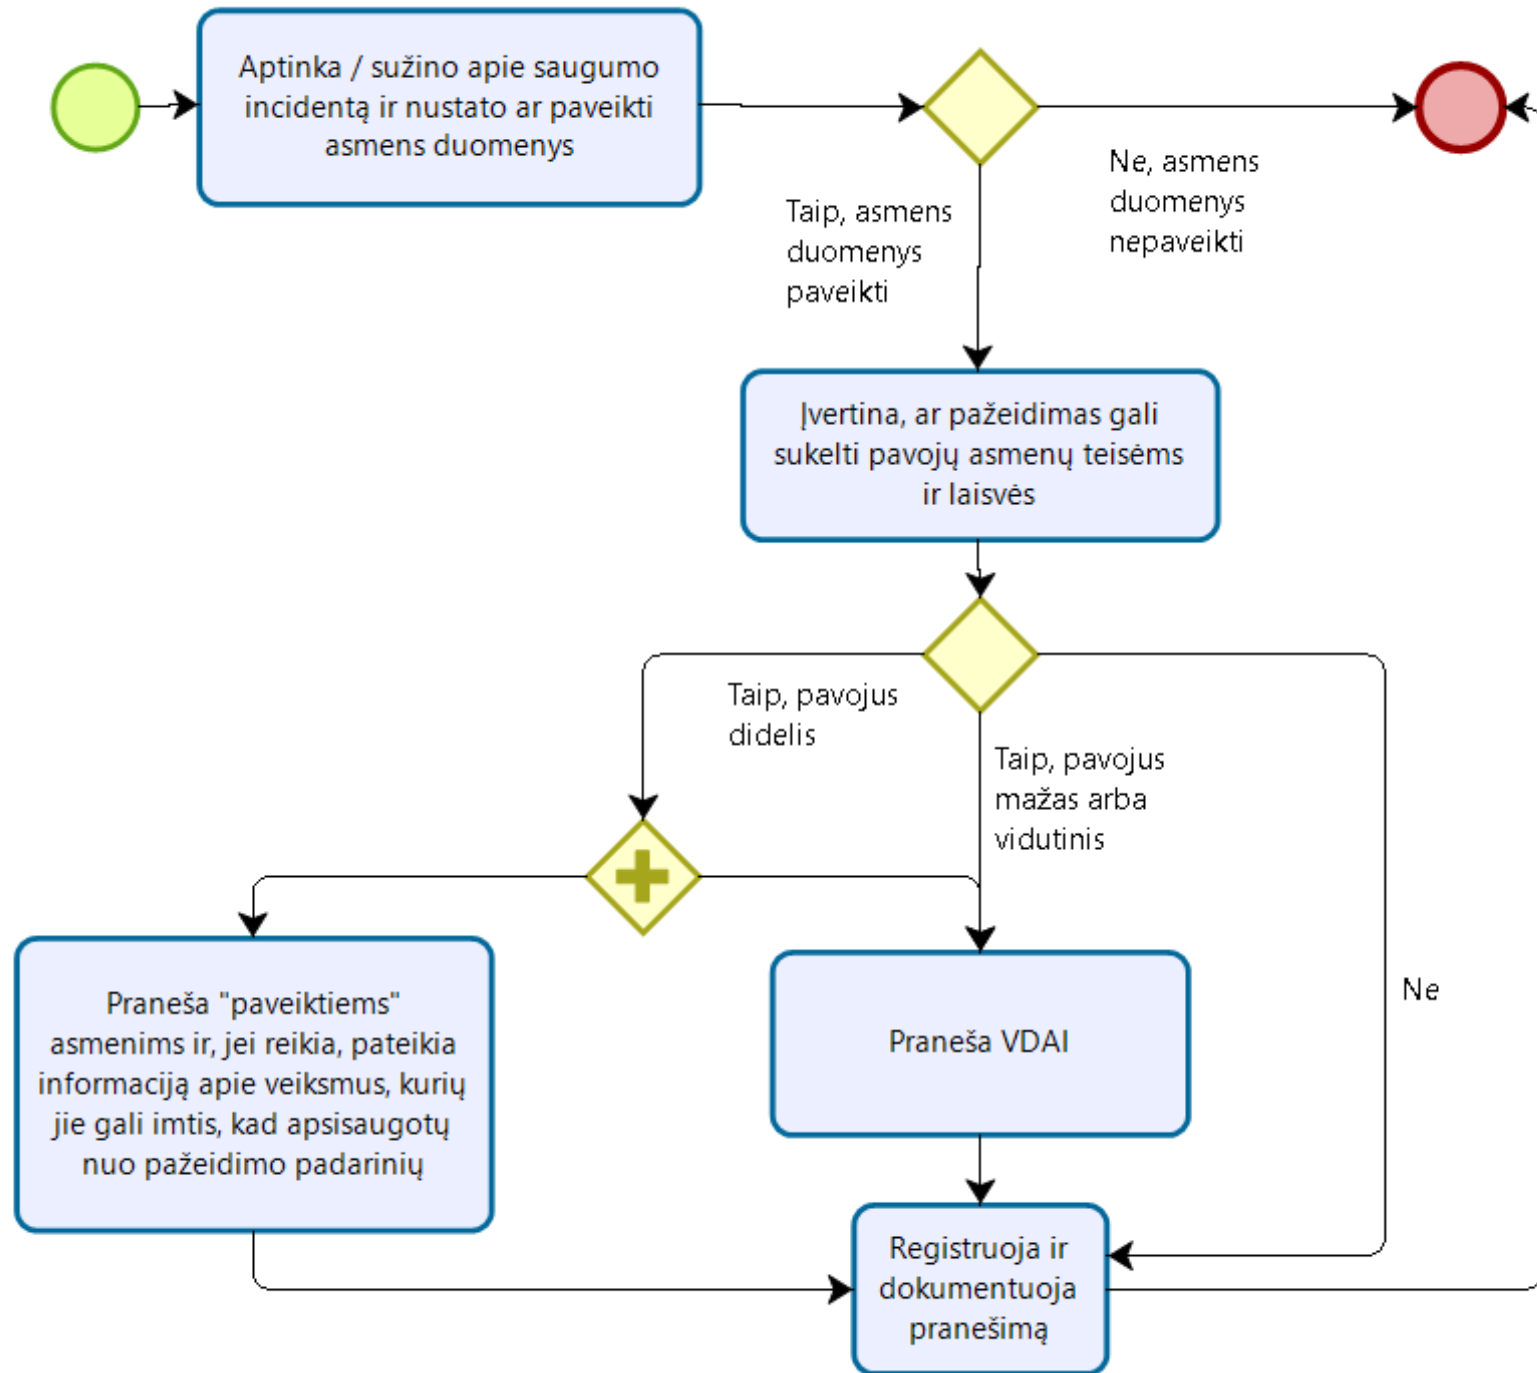 Aptinka / sužino apie saugumo
incidentą ir nustato ar paveikti
asmens duomenys
Ne, asmens
duomenys
nepaveikti
Taip, asmens
duomenys
paveikti
Įvertina, ar pažeidimas gali
sukelti pavojų asmenų teisėms
ir laisvės
Taip, pavojus
didelis
Taip, pavojus
mažas arba
vidutinis
Ne
Praneša "paveiktiems"
asmenims ir, jei reikia, pateikia
informaciją apie veiksmus, kurių
jie gali imtis, kad apsisaugotų
nuo pažeidimo padarinių
Praneša VDAI
Registruoja ir
dokumentuoja
pranešimą